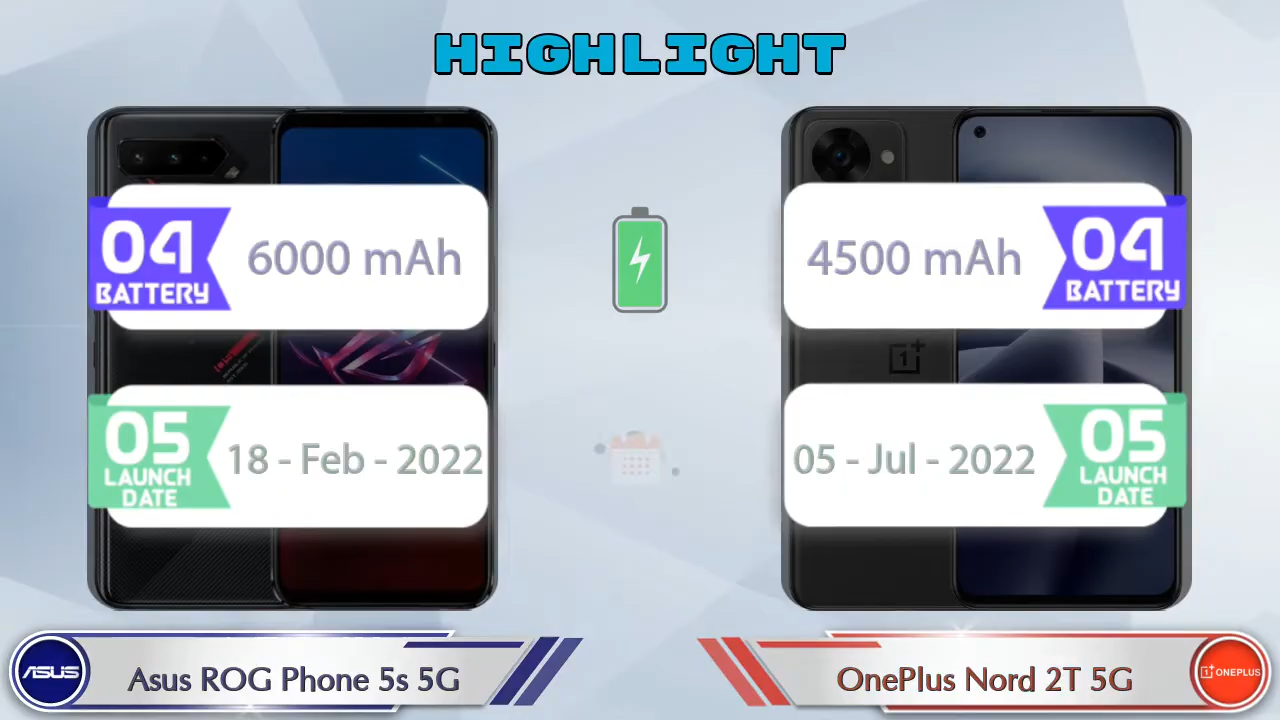 HIGHLIGHT
04
BATTERY
6000 mAh
4500 mAh
04
BATTERY
05
LAUNCH
DATE
18 - Feb - 2022
05 - Jul - 2022
05
LAUNCH
DATE
ASUS
Asus ROG Phone 5s 5G
OnePlus Nord 2T 5G
1+ ONEPLUS